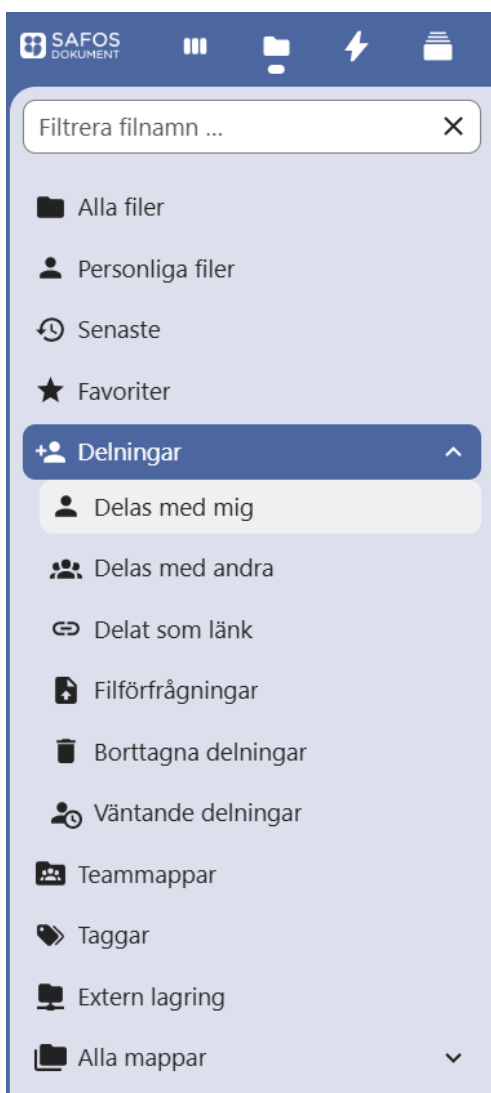 SAFOS
DOKUMENT
Filtrera filnamn ...
Alla filer
Personliga filer
Senaste
Favoriter
Delningar
Delas med mig
Delas med andra
Delat som länk
Filförfrågningar
Borttagna delningar
Väntande delningar
Teammappar
Taggar
Extern lagring
Alla mappar